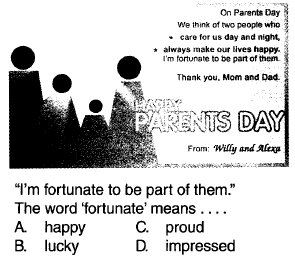 On Parents Day
We think of two people who
* care for us day and night,
* always make our lives happy.
I'm fortunate to be part of them.
Thank you, Mom and Dad.
HAPPY
PARENTS DAY
From: Willy and Alexa
"I'm fortunate to be part of them."
The word 'fortunate' means . . . .
A. happy C. proud
B. lucky D. impressed